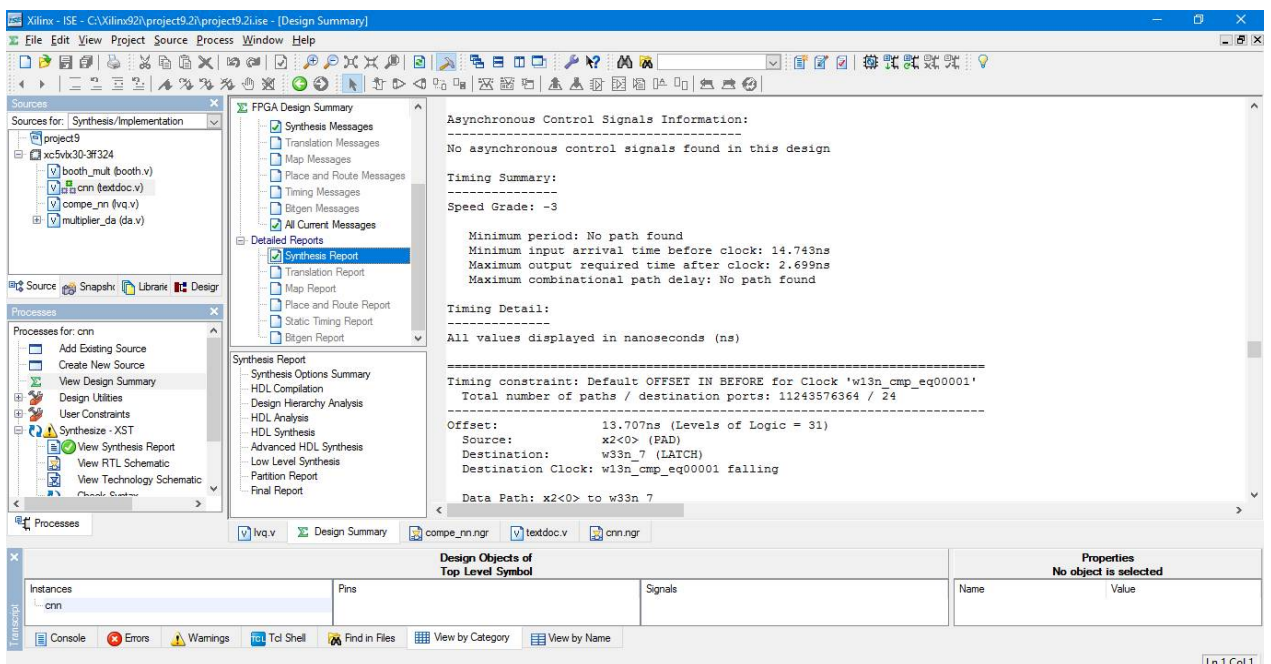 Xilinx - ISE - C:\Xilinx92i\project9.2i\project9.2i.ise - [Design Summary]
File Edit View Project Source Process Window Help
Sources
Sources for: Synthesis/Implementation
project9
xc5vlx30-3ff324
booth_mult (booth.v)
cnn (textdoc.v)
compe_nn (lvq.v)
multiplier_da (da.v)
Source Snapshc Librarie Desigr
Processes
Processes for: cnn
Add Existing Source
Create New Source
View Design Summary
Design Utilities
User Constraints
Synthesize - XST
View Synthesis Report
View RTL Schematic
View Technology Schematic
Check Syntax
Processes
FPGA Design Summary
Synthesis Messages
Translation Messages
Map Messages
Place and Route Messages
Timing Messages
Bitgen Messages
All Current Messages
Detailed Reports
Synthesis Report
Translation Report
Map Report
Place and Route Report
Static Timing Report
Bitgen Report
Synthesis Report
Synthesis Options Summary
HDL Compilation
Design Hierarchy Analysis
HDL Analysis
HDL Synthesis
Advanced HDL Synthesis
Low Level Synthesis
Partition Report
Final Report
Asynchronous Control Signals Information:
----------------------------------------
No asynchronous control signals found in this design
Timing Summary:
---------------
Speed Grade: -3
Minimum period: No path found
Minimum input arrival time before clock: 14.743ns
Maximum output required time after clock: 2.699ns
Maximum combinational path delay: No path found
Timing Detail:
--------------
All values displayed in nanoseconds (ns)
=========================================================================
Timing constraint: Default OFFSET IN BEFORE for Clock 'w13n_cmp_eq00001'
Total number of paths / destination ports: 11243576364 / 24
-------------------------------------------------------------------------
Offset: 13.707ns (Levels of Logic = 31)
Source: x2<0> (PAD)
Destination: w33n_7 (LATCH)
Destination Clock: w13n_cmp_eq00001 falling
Data Path: x2<0> to w33n_7
lvq.v Design Summary compe_nn.ngr textdoc.v cnn.ngr
Transcript
Design Objects of
Top Level Symbol
Properties
No object is selected
Instances Pins Signals Name Value
cnn
Console Errors Warnings Tcl Shell Find in Files View by Category View by Name
Ln 1 Col 1